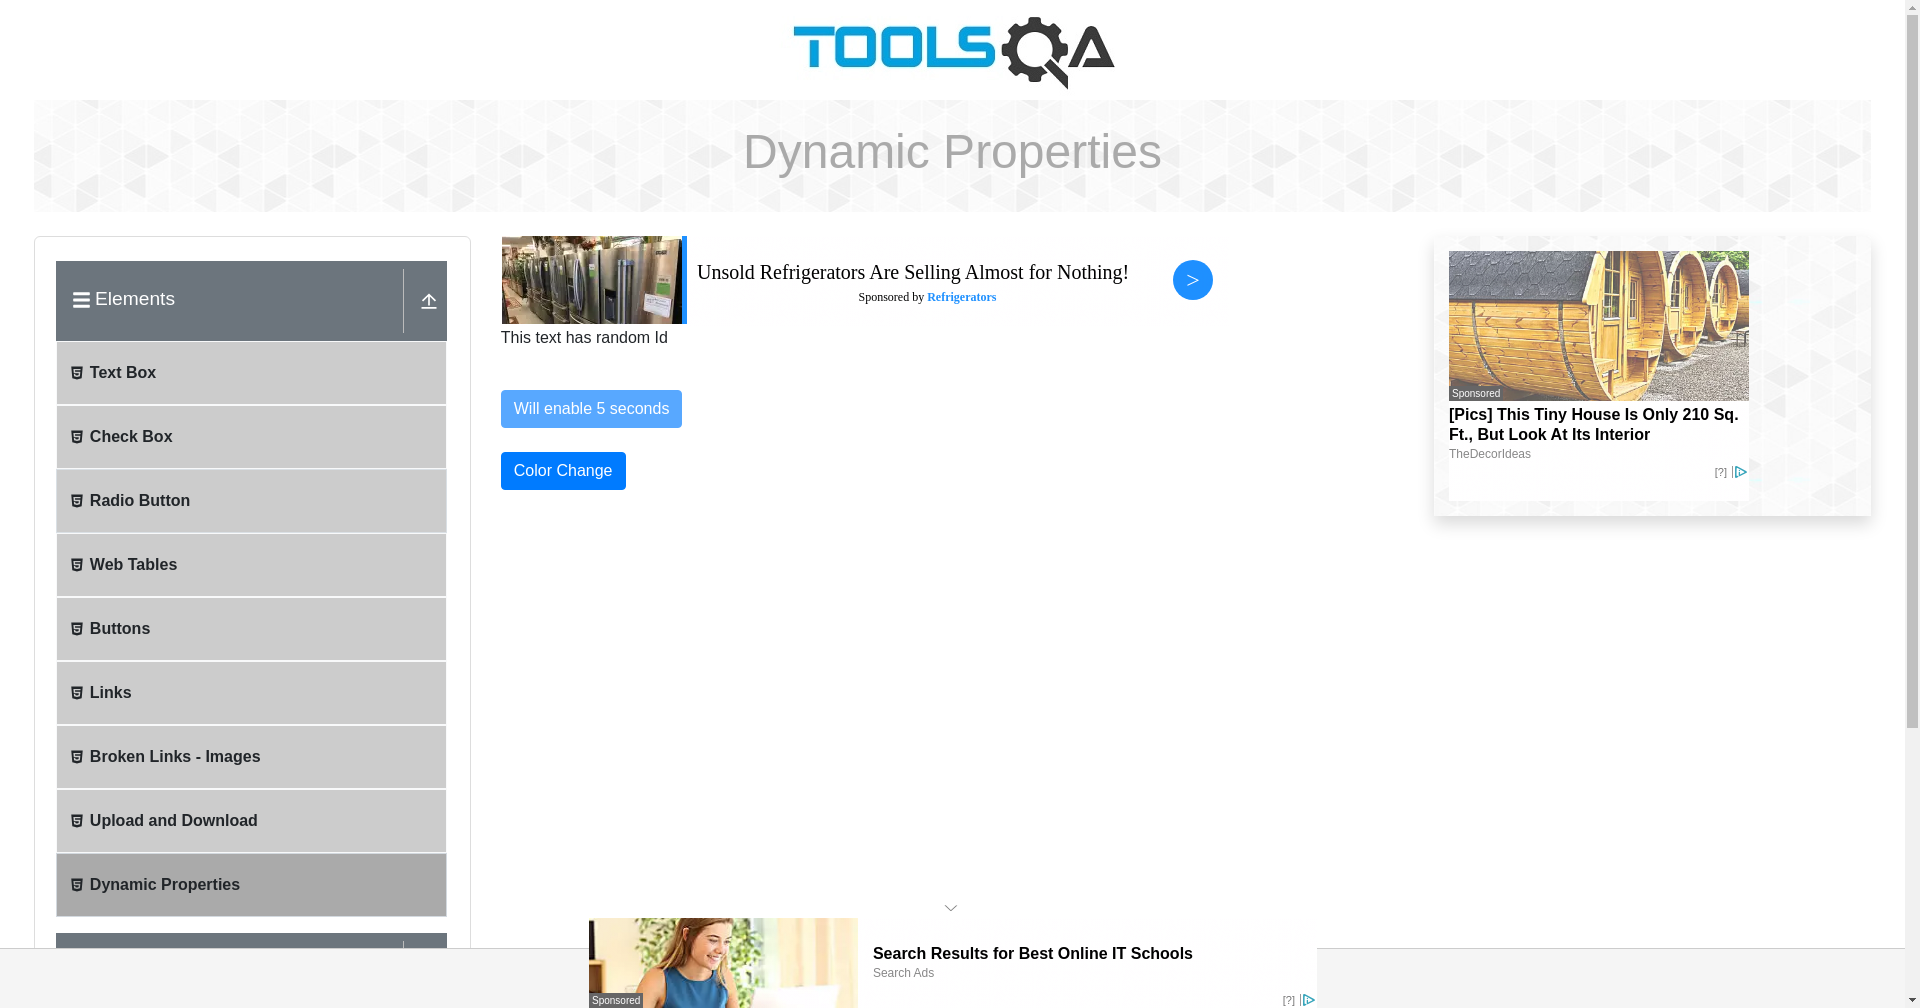 TOOLSQA
Dynamic Properties
Elements
Text Box
Check Box
Radio Button
Web Tables
Buttons
Links
Broken Links - Images
Upload and Download
Dynamic Properties
Unsold Refrigerators Are Selling Almost for Nothing!
Sponsored by Refrigerators
>
This text has random Id
Will enable 5 seconds
Color Change
Sponsored
[Pics] This Tiny House Is Only 210 Sq.
Ft., But Look At Its Interior
TheDecorIdeas
[?]
Search Results for Best Online IT Schools
Search Ads
Sponsored
[?]